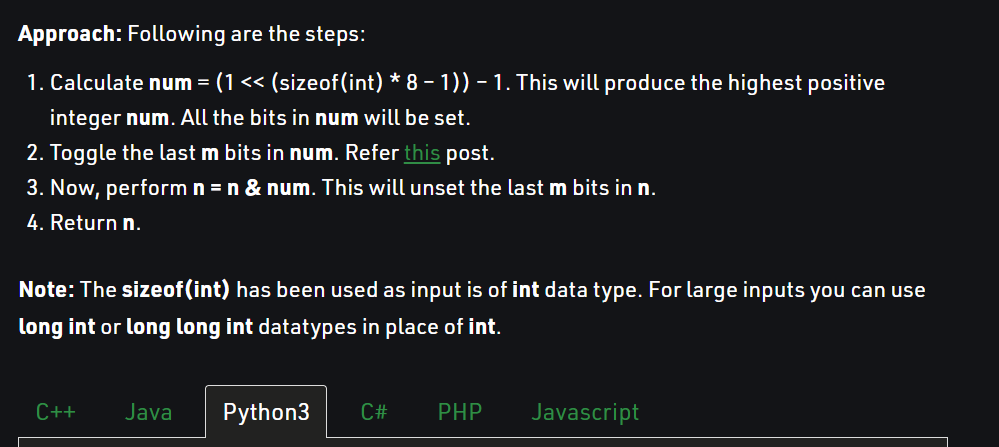 Approach: Following are the steps:
1. Calculate num = (1 << (sizeof(int) * 8 – 1)) – 1. This will produce the highest positive
integer num. All the bits in num will be set.
2. Toggle the last m bits in num. Refer this post.
3. Now, perform n = n & num. This will unset the last m bits in n.
4. Return n.
Note: The sizeof(int) has been used as input is of int data type. For large inputs you can use
long int or long long int datatypes in place of int.
C++ Java Python3 C# PHP Javascript